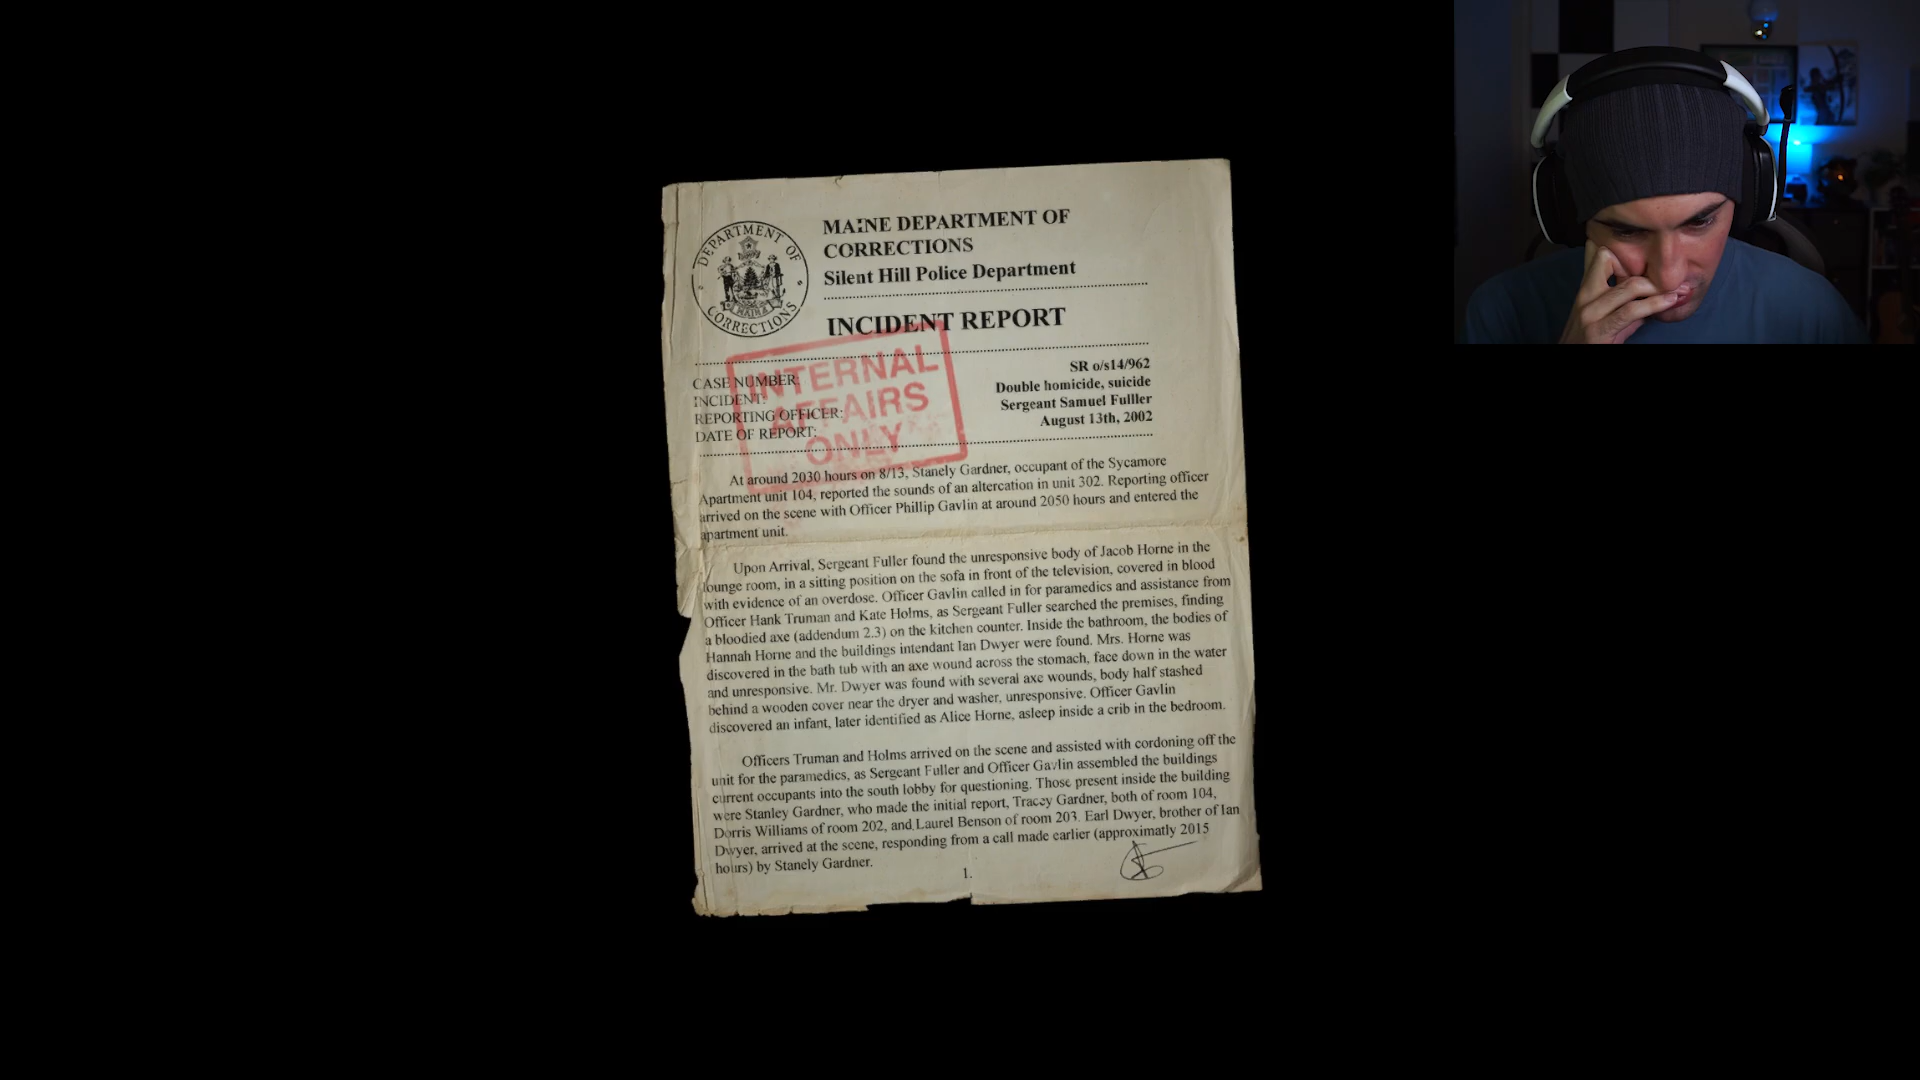 DEPARTMENT OF
CORRECTIONS
MAINE
MAINE DEPARTMENT OF
CORRECTIONS
Silent Hill Police Department
INCIDENT REPORT
INTERNAL
AFFAIRS
ONLY
CASE NUMBER: SR o/s14/962
INCIDENT: Double homicide, suicide
REPORTING OFFICER: Sergeant Samuel Fulller
DATE OF REPORT: August 13th, 2002
At around 2030 hours on 8/13, Stanely Gardner, occupant of the Sycamore
Apartment unit 104, reported the sounds of an altercation in unit 302. Reporting officer
arrived on the scene with Officer Phillip Gavlin at around 2050 hours and entered the
apartment unit.
Upon Arrival, Sergeant Fuller found the unresponsive body of Jacob Horne in the
lounge room, in a sitting position on the sofa in front of the television, covered in blood
with evidence of an overdose. Officer Gavlin called in for paramedics and assistance from
Officer Hank Truman and Kate Holms, as Sergeant Fuller searched the premises, finding
a bloodied axe (addendum 2.3) on the kitchen counter. Inside the bathroom, the bodies of
Hannah Horne and the buildings intendant Ian Dwyer were found. Mrs. Horne was
discovered in the bath tub with an axe wound across the stomach, face down in the water
and unresponsive. Mr. Dwyer was found with several axe wounds, body half stashed
behind a wooden cover near the dryer and washer, unresponsive. Officer Gavlin
discovered an infant, later identified as Alice Horne, asleep inside a crib in the bedroom.
Officers Truman and Holms arrived on the scene and assisted with cordoning off the
unit for the paramedics, as Sergeant Fuller and Officer Gavlin assembled the buildings
current occupants into the south lobby for questioning. Those present inside the building
were Stanley Gardner, who made the initial report, Tracey Gardner, both of room 104,
Dorris Williams of room 202, and Laurel Benson of room 203. Earl Dwyer, brother of Ian
Dwyer, arrived at the scene, responding from a call made earlier (approximatly 2015
hours) by Stanely Gardner.
1.